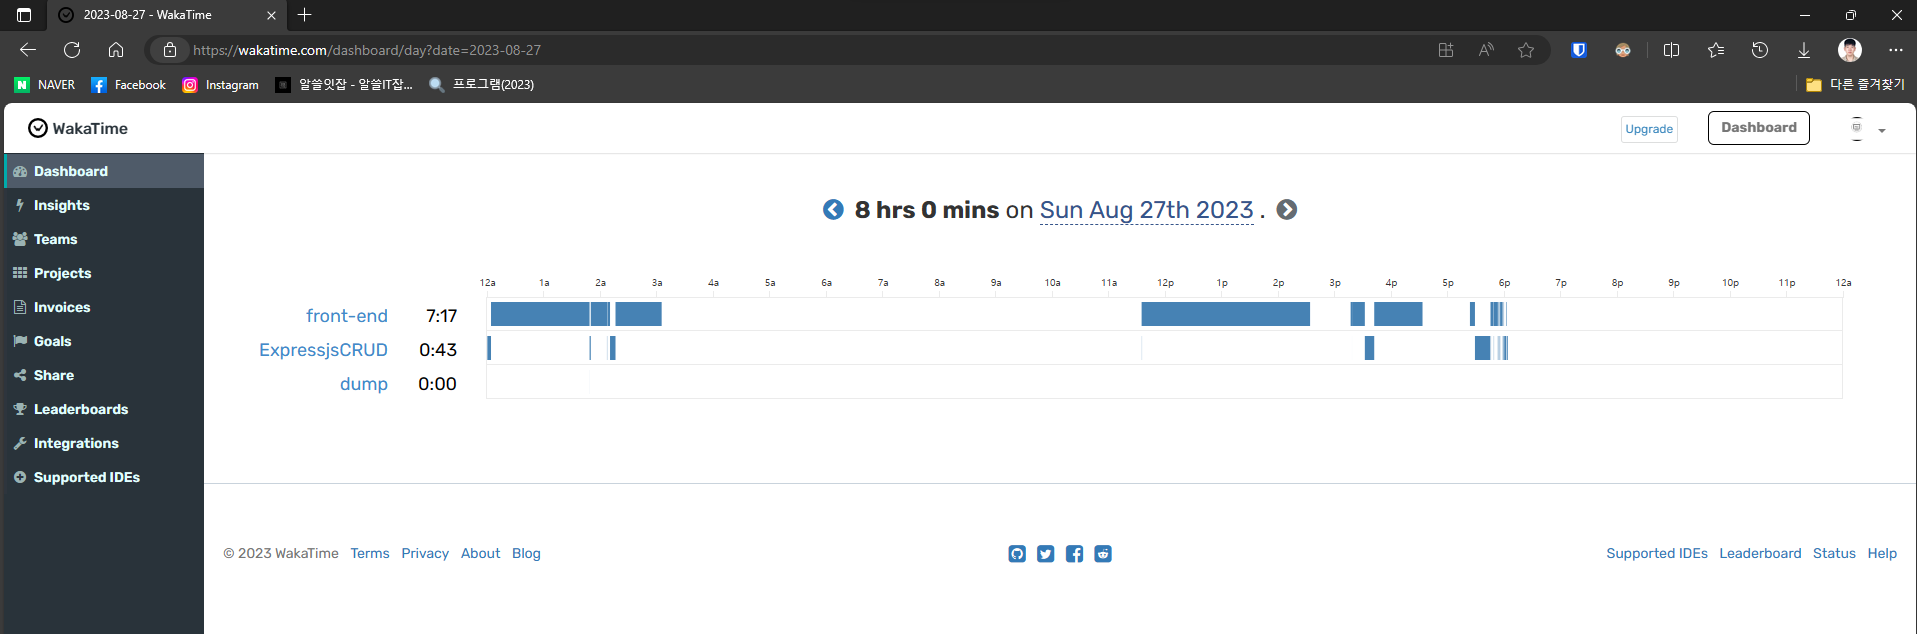 2023-08-27 - WakaTime
https://wakatime.com/dashboard/day?date=2023-08-27
NAVER Facebook Instagram 알쓸잇잡 - 알쓸IT잡... 프로그램(2023) 다른 즐겨찾기
WakaTime Upgrade Dashboard
Dashboard
Insights
Teams
Projects
Invoices
Goals
Share
Leaderboards
Integrations
Supported IDEs
8 hrs 0 mins on Sun Aug 27th 2023 .
12a 1a 2a 3a 4a 5a 6a 7a 8a 9a 10a 11a 12p 1p 2p 3p 4p 5p 6p 7p 8p 9p 10p 11p 12a
front-end 7:17
ExpressjsCRUD 0:43
dump 0:00
© 2023 WakaTime Terms Privacy About Blog Supported IDEs Leaderboard Status Help